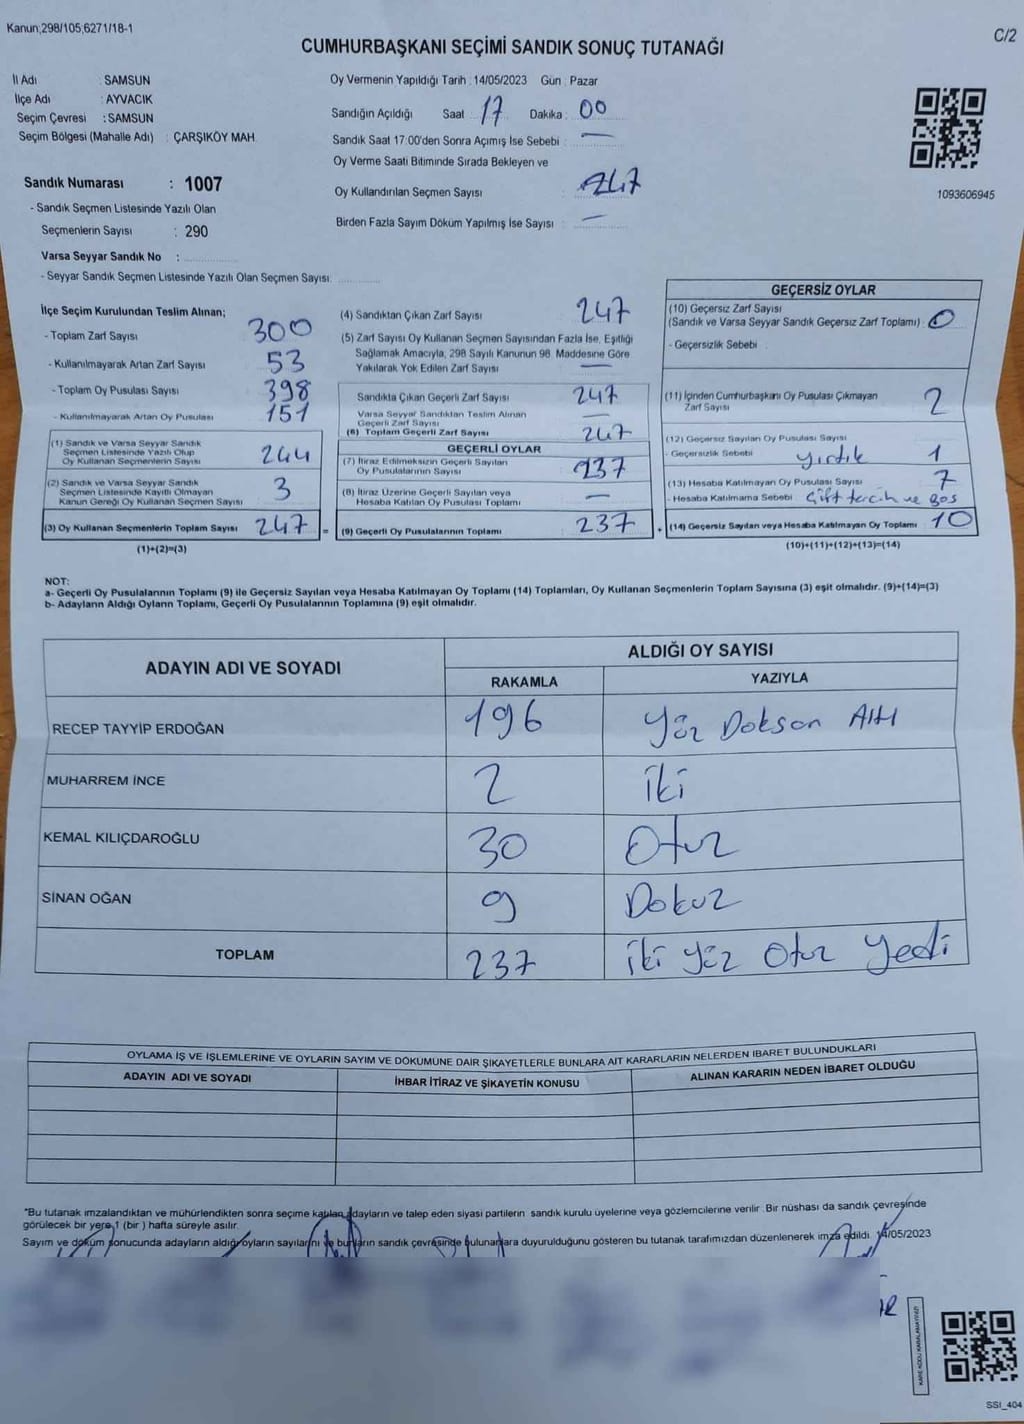 Kanun;298/105;6271/18-1
C/2
CUMHURBAŞKANI SEÇİMİ SANDIK SONUÇ TUTANAĞI
İl Adı : SAMSUN
İlçe Adı : AYVACIK
Seçim Çevresi : SAMSUN
Seçim Bölgesi (Mahalle Adı) : ÇARŞIKÖY MAH.
Sandık Numarası : 1007
- Sandık Seçmen Listesinde Yazılı Olan
Seçmenlerin Sayısı : 290
Varsa Seyyar Sandık No :
- Seyyar Sandık Seçmen Listesinde Yazılı Olan Seçmen Sayısı:
Oy Vermenin Yapıldığı Tarih : 14/05/2023 Gün : Pazar
Sandığın Açıldığı Saat 17 Dakika : 00
Sandık Saat 17:00'den Sonra Açımış İse Sebebi : —
Oy Verme Saati Bitiminde Sırada Bekleyen ve
Oy Kullandırılan Seçmen Sayısı : 247
Birden Fazla Sayım Döküm Yapılmış İse Sayısı : —
1093606945
İlçe Seçim Kurulundan Teslim Alınan;
- Toplam Zarf Sayısı 300
- Kullanılmayarak Artan Zarf Sayısı 53
- Toplam Oy Pusulası Sayısı 398
- Kullanılmayarak Artan Oy Pusulası 151
(1) Sandık ve Varsa Seyyar Sandık
Seçmen Listesinde Yazılı Olup
Oy Kullanan Seçmenlerin Sayısı 244
(2) Sandık ve Varsa Seyyar Sandık
Seçmen Listesinde Kayıtlı Olmayan
Kanun Gereği Oy Kullanan Seçmen Sayısı 3
(3) Oy Kullanan Seçmenlerin Toplam Sayısı 247 =
(1)+(2)=(3)
(4) Sandıktan Çıkan Zarf Sayısı 247
(5) Zarf Sayısı Oy Kullanan Seçmen Sayısından Fazla İse, Eşitliği
Sağlamak Amacıyla, 298 Sayılı Kanunun 98. Maddesine Göre
Yakılarak Yok Edilen Zarf Sayısı —
Sandıkta Çıkan Geçerli Zarf Sayısı 247
Varsa Seyyar Sandıktan Teslim Alınan
Geçerli Zarf Sayısı —
(6) Toplam Geçerli Zarf Sayısı 247
GEÇERLİ OYLAR
(7) İtiraz Edilmeksizin Geçerli Sayılan
Oy Pusulalarının Sayısı 237
(8) İtiraz Üzerine Geçerli Sayılan veya
Hesaba Katılan Oy Pusulası Toplamı —
(9) Geçerli Oy Pusulalarının Toplamı 237 +
GEÇERSİZ OYLAR
(10) Geçersiz Zarf Sayısı
(Sandık ve Varsa Seyyar Sandık Geçersiz Zarf Toplamı) : 0
- Geçersizlik Sebebi :
(11) İçinden Cumhurbaşkanı Oy Pusulası Çıkmayan
Zarf Sayısı 2
(12) Geçersiz Sayılan Oy Pusulası Sayısı 1
- Geçersizlik Sebebi yırtık
(13) Hesaba Katılmayan Oy Pusulası Sayısı 7
- Hesaba Katılmama Sebebi Çift tercih ve Boş
(14) Geçersiz Sayılan veya Hesaba Katılmayan Oy Toplamı 10
(10)+(11)+(12)+(13)=(14)
NOT:
a- Geçerli Oy Pusulalarının Toplamı (9) ile Geçersiz Sayılan veya Hesaba Katılmayan Oy Toplamı (14) Toplamları, Oy Kullanan Seçmenlerin Toplam Sayısına (3) eşit olmalıdır. (9)+(14)=(3)
b- Adayların Aldığı Oyların Toplamı, Geçerli Oy Pusulalarının Toplamına (9) eşit olmalıdır.
ADAYIN ADI VE SOYADI ALDIĞI OY SAYISI
RAKAMLA YAZIYLA
RECEP TAYYİP ERDOĞAN 196 Yüz Doksan Altı
MUHARREM İNCE 2 İki
KEMAL KILIÇDAROĞLU 30 Otuz
SİNAN OĞAN 9 Dokuz
TOPLAM 237 İki Yüz Otuz Yedi
OYLAMA İŞ VE İŞLEMLERİNE VE OYLARIN SAYIM VE DÖKÜMÜNE DAİR ŞİKAYETLERLE BUNLARA AİT KARARLARIN NELERDEN İBARET BULUNDUKLARI
ADAYIN ADI VE SOYADI İHBAR İTİRAZ VE ŞİKAYETİN KONUSU ALINAN KARARIN NEDEN İBARET OLDUĞU
*Bu tutanak imzalandıktan ve mühürlendikten sonra seçime katılan adayların ve talep eden siyasi partilerin sandık kurulu üyelerine veya gözlemcilerine verilir. Bir nüshası da sandık çevresinde
görülecek bir yere 1 (bir) hafta süreyle asılır.
Sayım ve döküm sonucunda adayların aldığı oyların sayılarını ve bunların sandık çevresinde bulunanlara duyurulduğunu gösteren bu tutanak tarafımızdan düzenlenerek imza edildi. 14/05/2023
KARE KODU KARALAMAYINIZ!
SSI_404